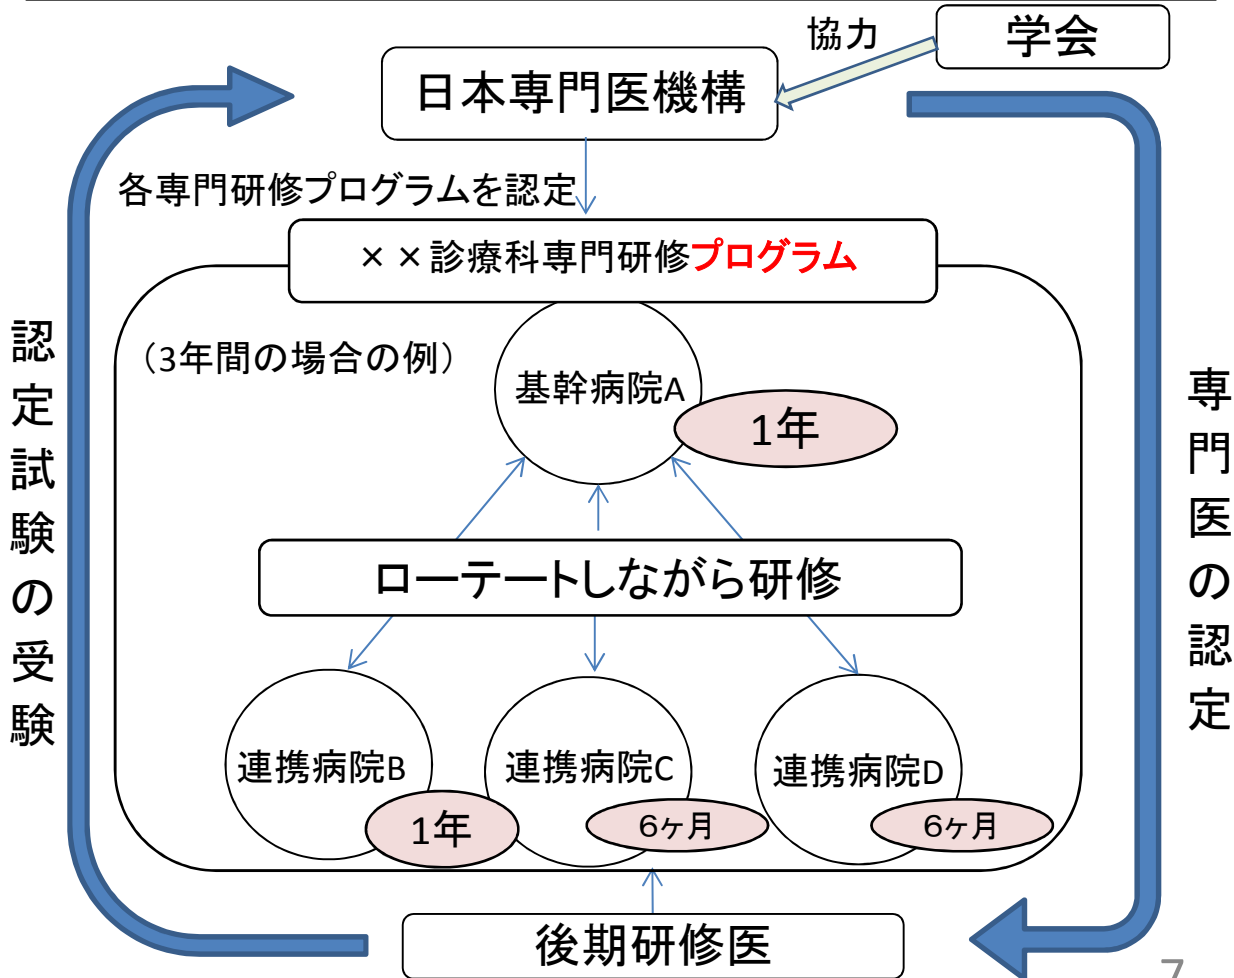 協力
学会
日本専門医機構
各専門研修プログラムを認定
××診療科専門研修プログラム
(3年間の場合の例)
基幹病院A
1年
ローテートしながら研修
連携病院B
1年
連携病院C
6ヶ月
連携病院D
6ヶ月
後期研修医
認定試験の受験
専門医の認定
7